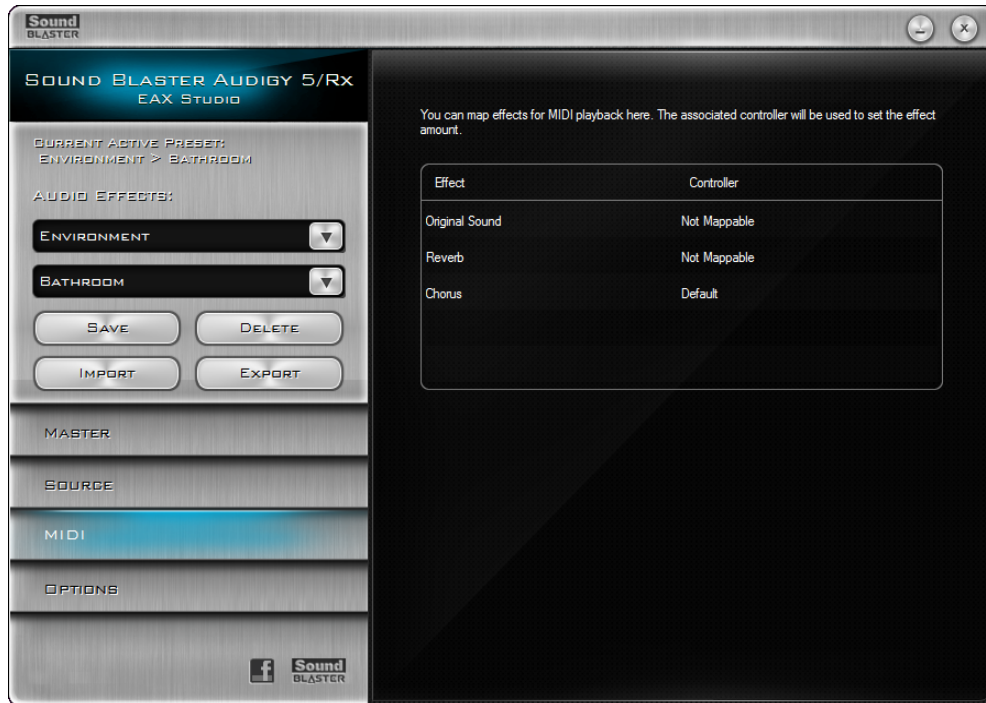 Sound
BLASTER
SOUND BLASTER AUDIGY 5/RX
EAX STUDIO
CURRENT ACTIVE PRESET:
ENVIRONMENT > BATHROOM
AUDIO EFFECTS:
ENVIRONMENT
BATHROOM
SAVE DELETE
IMPORT EXPORT
MASTER
SOURCE
MIDI
OPTIONS
f Sound
BLASTER
You can map effects for MIDI playback here. The associated controller will be used to set the effect
amount.
Effect Controller
Original Sound Not Mappable
Reverb Not Mappable
Chorus Default